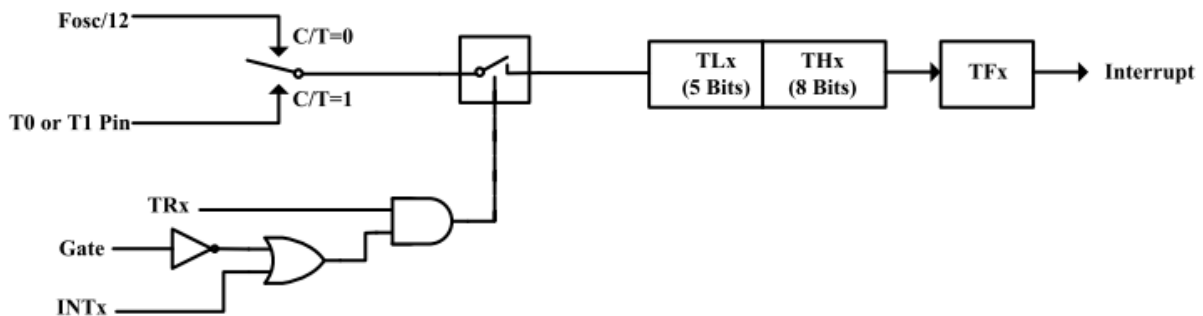 Fosc/12
C/T=0
C/T=1
T0 or T1 Pin
TLx
(5 Bits)
THx
(8 Bits)
TFx
Interrupt
TRx
Gate
INTx